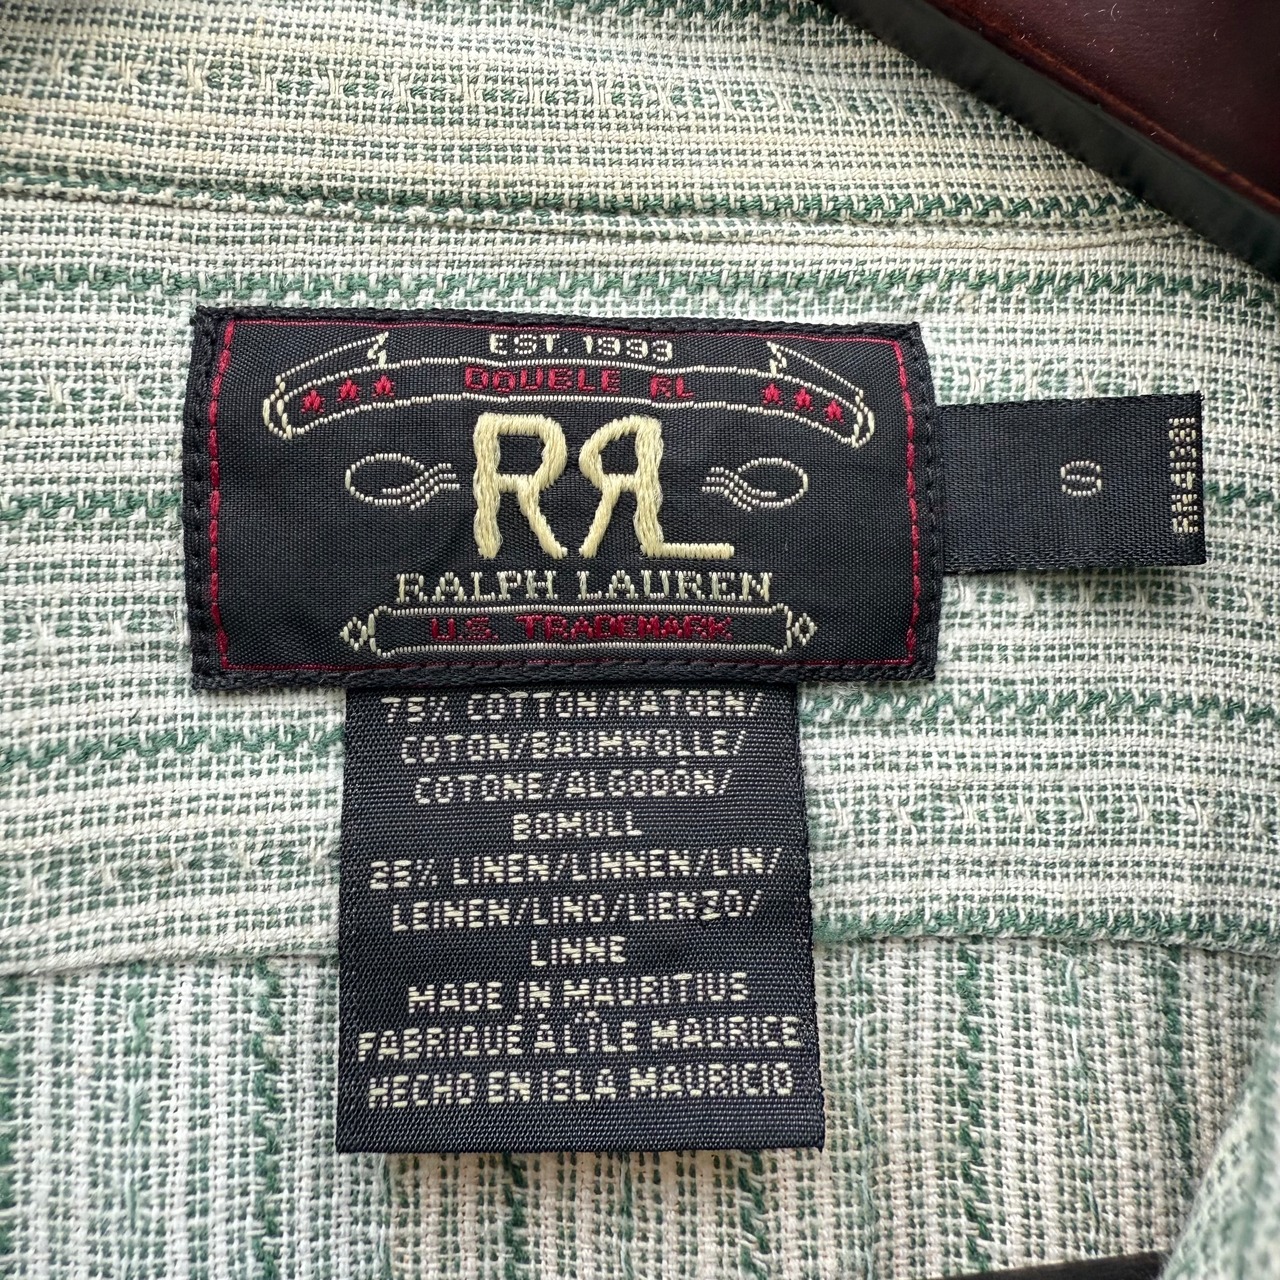 EST. 1993
DOUBLE RL
RRL
RALPH LAUREN
U.S. TRADEMARK
0
75% COTTON/KATOEN/
COTON/BAUMWOLLE/
COTONE/ALGODÓN/
BOMULL
25% LINEN/LINNEN/LIN/
LEINEN/LINO/LIENZO/
LINNE
MADE IN MAURITIUS
FABRIQUÉ À L'ÎLE MAURICE
HECHO EN ISLA MAURICIO